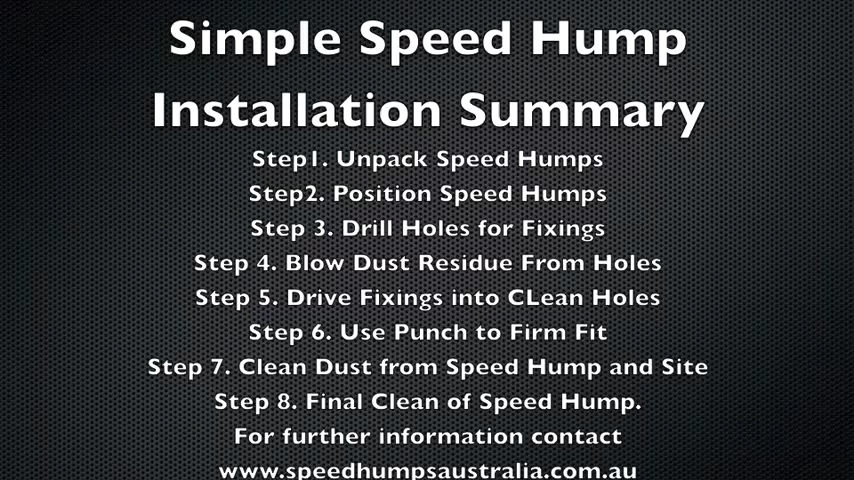 Simple Speed Hump
Installation Summary
Step1. Unpack Speed Humps
Step2. Position Speed Humps
Step 3. Drill Holes for Fixings
Step 4. Blow Dust Residue From Holes
Step 5. Drive Fixings into CLean Holes
Step 6. Use Punch to Firm Fit
Step 7. Clean Dust from Speed Hump and Site
Step 8. Final Clean of Speed Hump.
For further information contact
www.speedhumpsaustralia.com.au